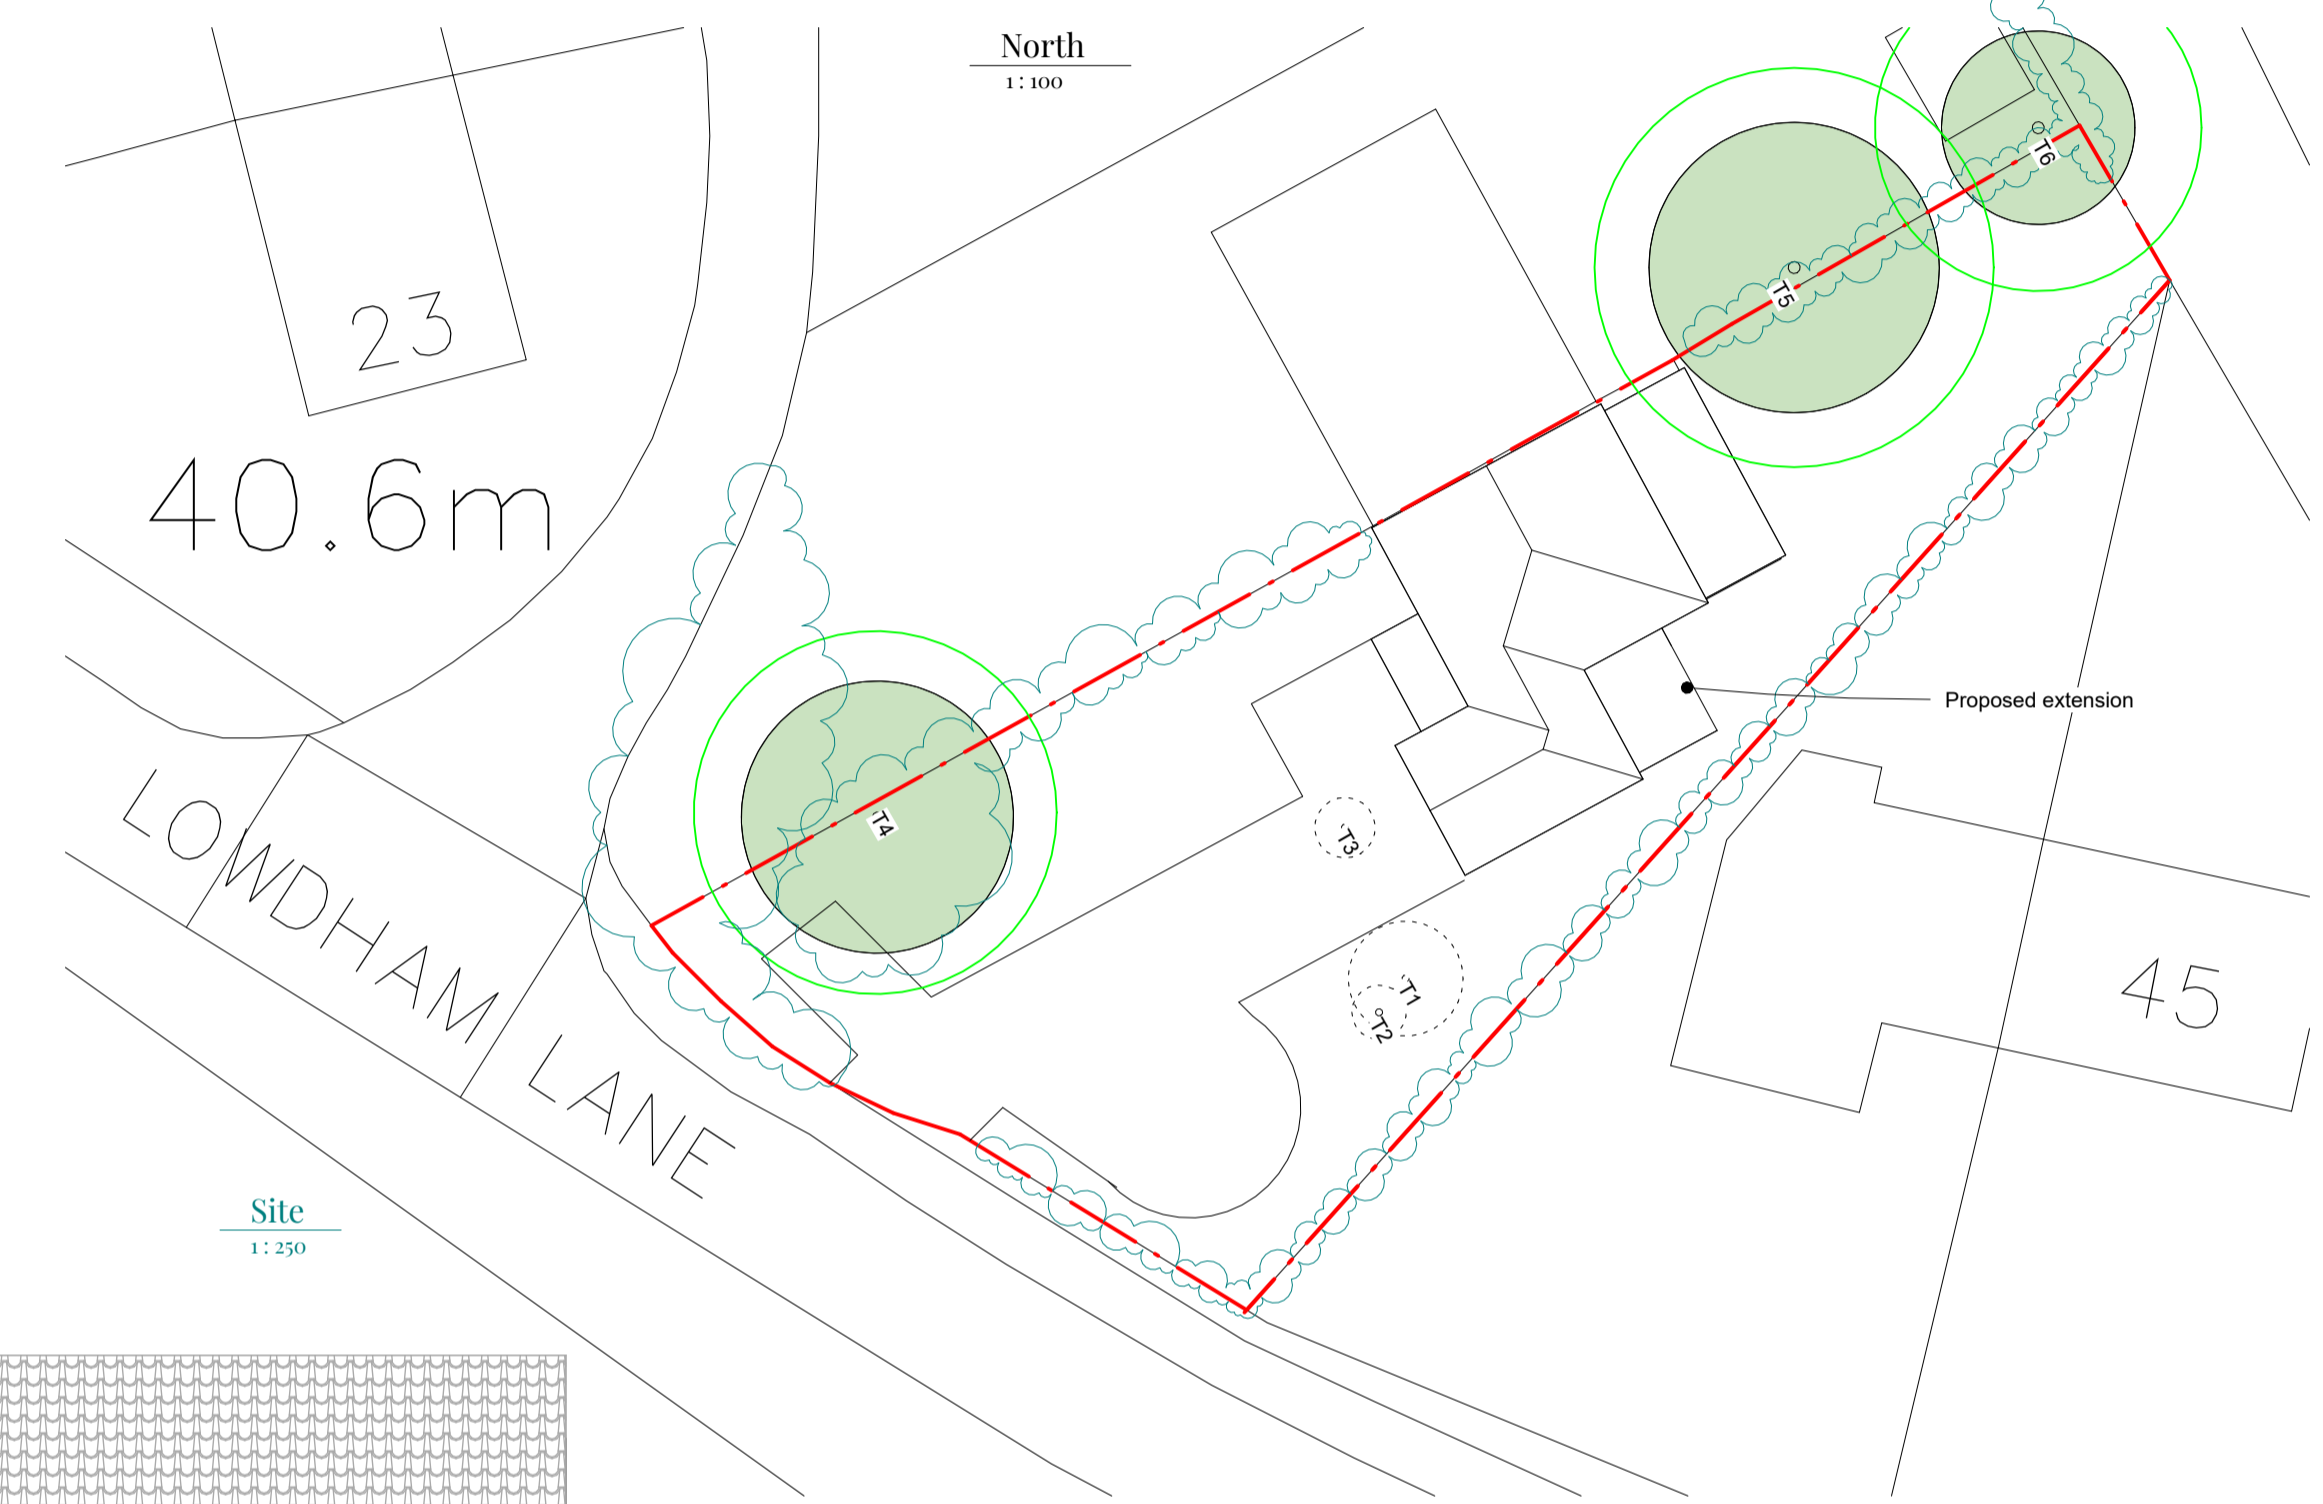 North
1 : 100
23
40.6m
T6
T5
Proposed extension
T4
T3
LOWDHAM LANE
T1
T2
45
Site
1 : 250